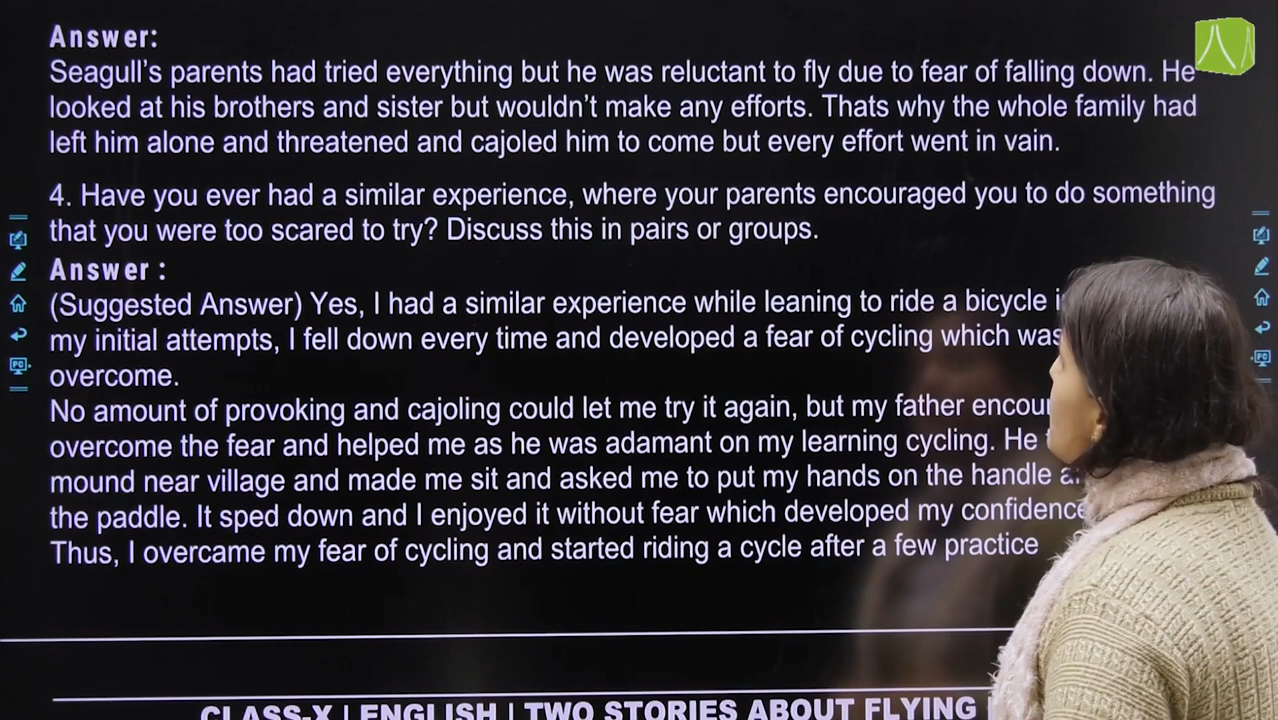 Answer:
Seagull's parents had tried everything but he was reluctant to fly due to fear of falling down. He
looked at his brothers and sister but wouldn't make any efforts. Thats why the whole family had
left him alone and threatened and cajoled him to come but every effort went in vain.
4. Have you ever had a similar experience, where your parents encouraged you to do something
that you were too scared to try? Discuss this in pairs or groups.
Answer :
(Suggested Answer) Yes, I had a similar experience while leaning to ride a bicycle
my initial attempts, I fell down every time and developed a fear of cycling which was
overcome.
No amount of provoking and cajoling could let me try it again, but my father
overcome the fear and helped me as he was adamant on my learning cycling. He
mound near village and made me sit and asked me to put my hands on the handle
the paddle. It sped down and I enjoyed it without fear which developed my confidence
Thus, I overcame my fear of cycling and started riding a cycle after a few practice
CLASS-X | ENGLISH | TWO STORIES ABOUT FLYING
PC
PC